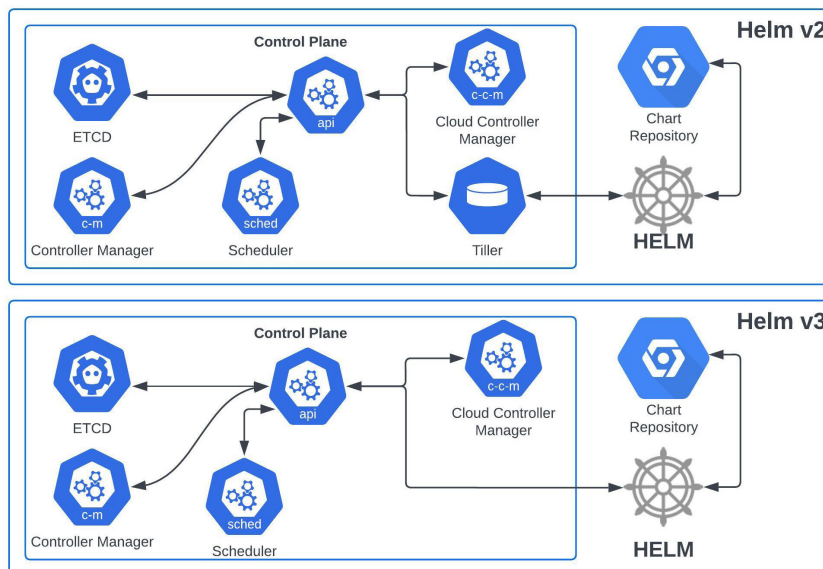 Helm v2
Control Plane
ETCD
api
c-c-m
Cloud Controller
Manager
Chart
Repository
c-m
Controller Manager
sched
Scheduler
Tiller
HELM
Helm v3
Control Plane
ETCD
api
c-c-m
Cloud Controller
Manager
Chart
Repository
c-m
Controller Manager
sched
Scheduler
HELM